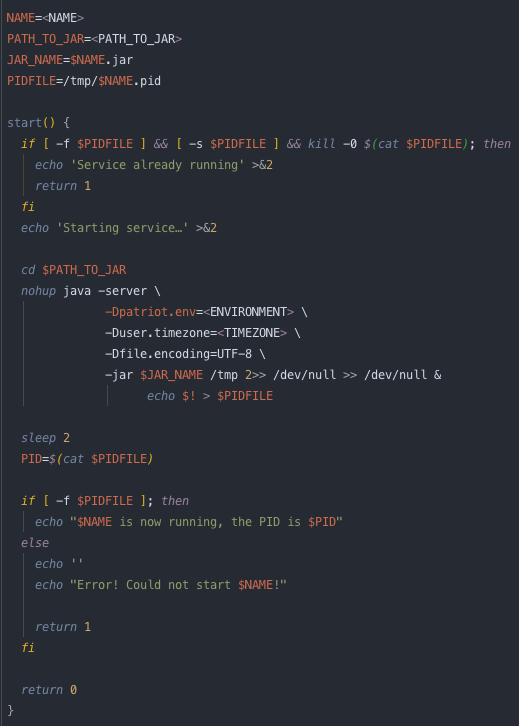 NAME=<NAME>
PATH_TO_JAR=<PATH_TO_JAR>
JAR_NAME=$NAME.jar
PIDFILE=/tmp/$NAME.pid

start() {
  if [ -f $PIDFILE ] && [ -s $PIDFILE ] && kill -0 $(cat $PIDFILE); then
    echo 'Service already running' >&2
    return 1
  fi
  echo 'Starting service…' >&2

  cd $PATH_TO_JAR
  nohup java -server \
              -Dpatriot.env=<ENVIRONMENT> \
              -Duser.timezone=<TIMEZONE> \
              -Dfile.encoding=UTF-8 \
              -jar $JAR_NAME /tmp 2>> /dev/null >> /dev/null &
                    echo $! > $PIDFILE

  sleep 2
  PID=$(cat $PIDFILE)

  if [ -f $PIDFILE ]; then
    echo "$NAME is now running, the PID is $PID"
  else
    echo ''
    echo "Error! Could not start $NAME!"

    return 1
  fi

  return 0
}